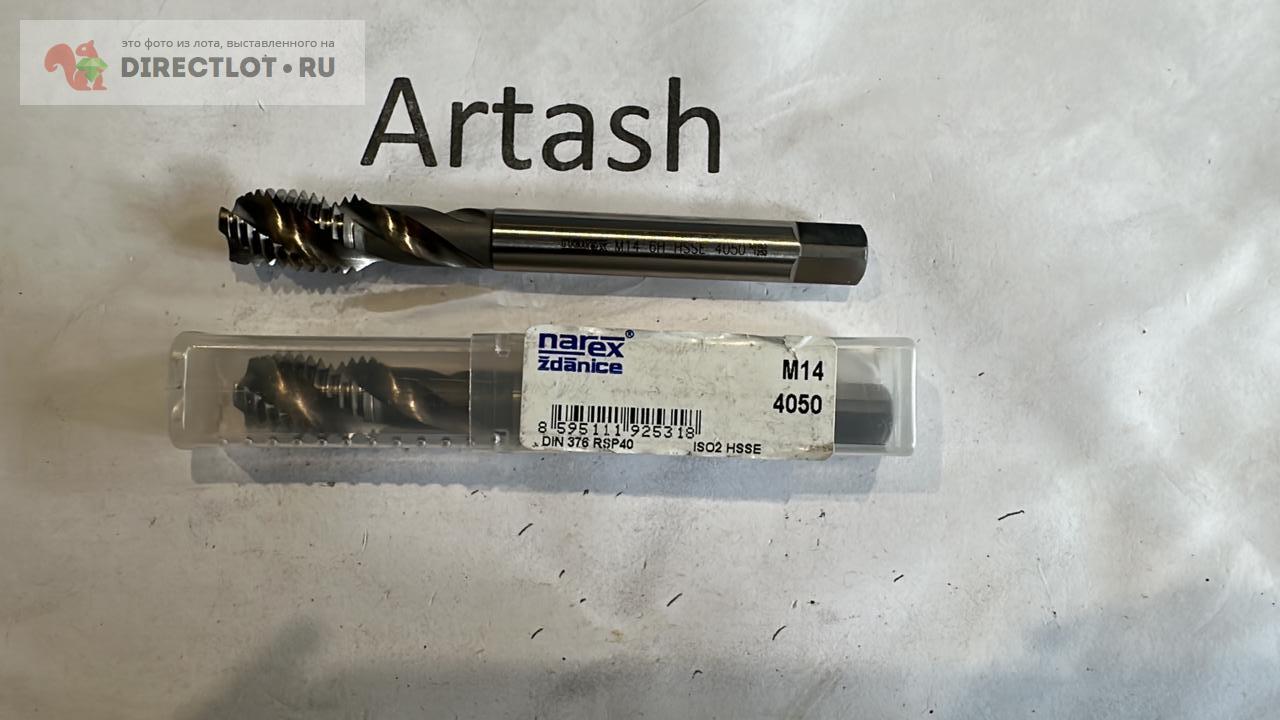 это фото из лота, выставленного на
DIRECTLOT•RU
Artash
M14 6H HSSE 4050
narex®
ždánice
M14
4050
8 595111 925318
DIN 376 RSP40 ISO2 HSSE